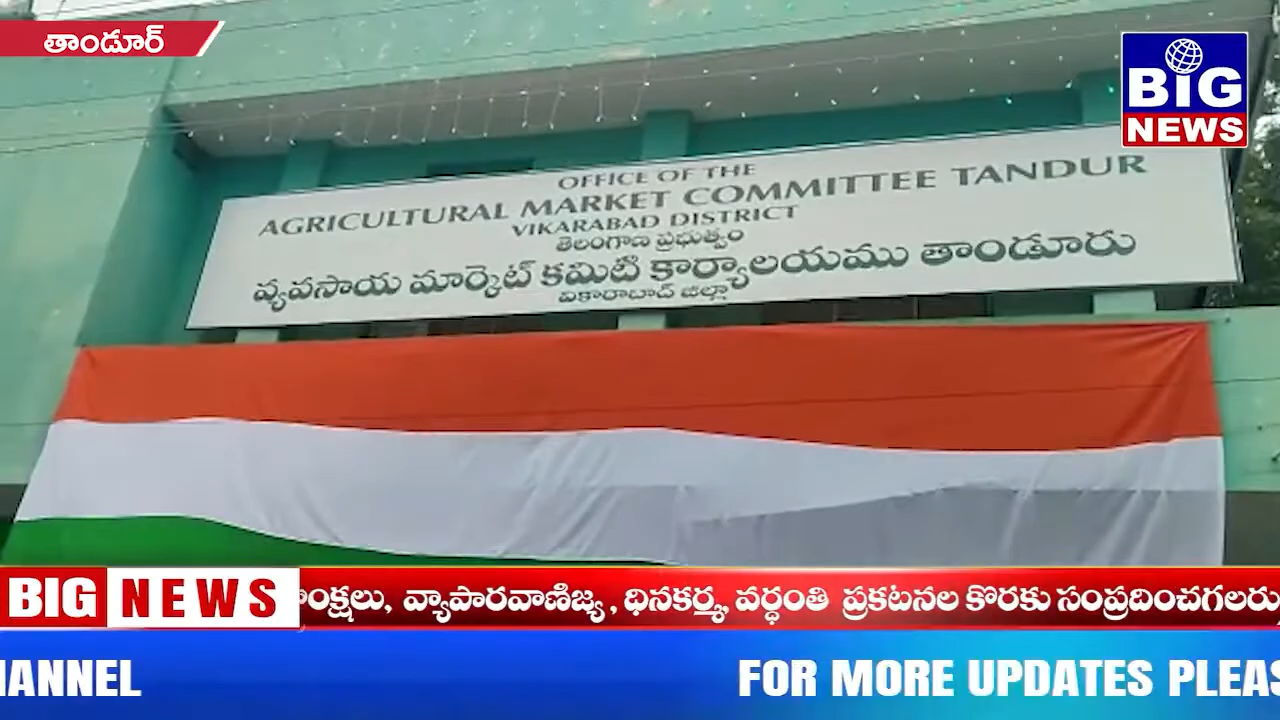 తాండూర్
BIG
NEWS
OFFICE OF THE
AGRICULTURAL MARKET COMMITTEE TANDUR
VIKARABAD DISTRICT
తెలంగాణ ప్రభుత్వం
వ్యవసాయ మార్కెట్ కమిటి కార్యాలయము తాండూరు
వికారాబాద్ జిల్లా
BIG NEWS
ంక్షలు, వ్యాపారవాణిజ్య , ధినకర్మ, వర్ధంతి ప్రకటనల కొరకు సంప్రదించగలరు,
HANNEL FOR MORE UPDATES PLEAS